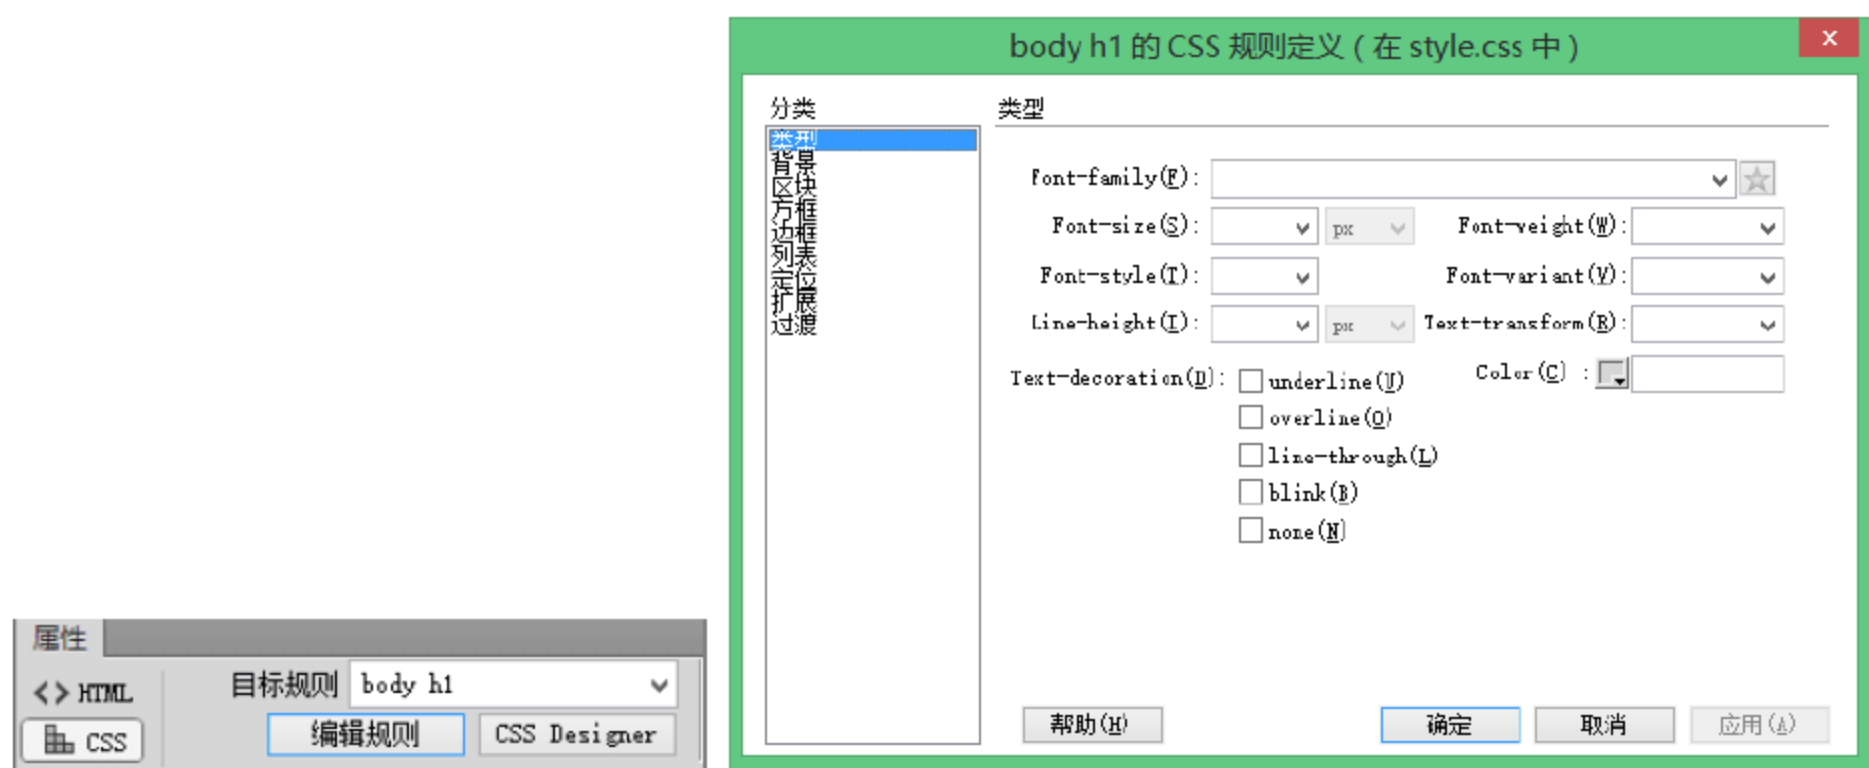 属性
HTML
目标规则 body h1
编辑规则 CSS Designer
CSS
body h1 的 CSS 规则定义 ( 在 style.css 中 )
x
分类
类型
背景
区块
方框
边框
列表
定位
扩展
过渡
类型
Font-family(F):
Font-size(S): px Font-weight(W):
Font-style(T): Font-variant(V):
Line-height(I): px Text-transform(R):
Text-decoration(D): underline(U) Color(C) :
overline(O)
line-through(L)
blink(B)
none(N)
帮助(H) 确定 取消 应用(A)